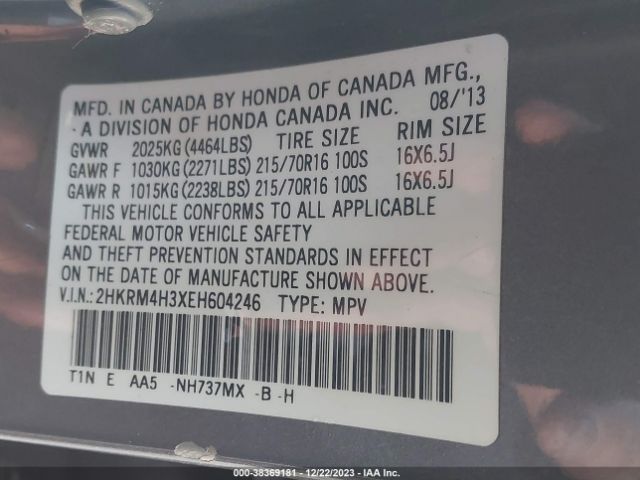 MFD. IN CANADA BY HONDA OF CANADA MFG.,
- A DIVISION OF HONDA CANADA INC. 08/'13
GVWR 2025KG (4464LBS) TIRE SIZE RIM SIZE
GAWR F 1030KG (2271LBS) 215/70R16 100S 16X6.5J
GAWR R 1015KG (2238LBS) 215/70R16 100S 16X6.5J
THIS VEHICLE CONFORMS TO ALL APPLICABLE
FEDERAL MOTOR VEHICLE SAFETY
AND THEFT PREVENTION STANDARDS IN EFFECT
ON THE DATE OF MANUFACTURE SHOWN ABOVE.
V.I.N.: 2HKRM4H3XEH604246 TYPE: MPV
T1N E AA5 -NH737MX -B -H
000-38369181 - 12/22/2023 - IAA Inc.